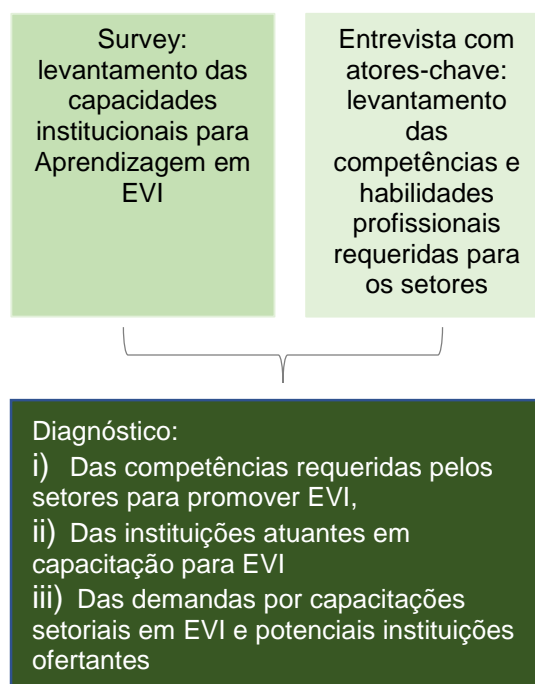 Survey:
levantamento das
capacidades
institucionais para
Aprendizagem em
EVI
Entrevista com
atores-chave:
levantamento
das
competências e
habilidades
profissionais
requeridas para
os setores
Diagnóstico:
i) Das competências requeridas pelos
setores para promover EVI,
ii) Das instituições atuantes em
capacitação para EVI
iii) Das demandas por capacitações
setoriais em EVI e potenciais instituições
ofertantes